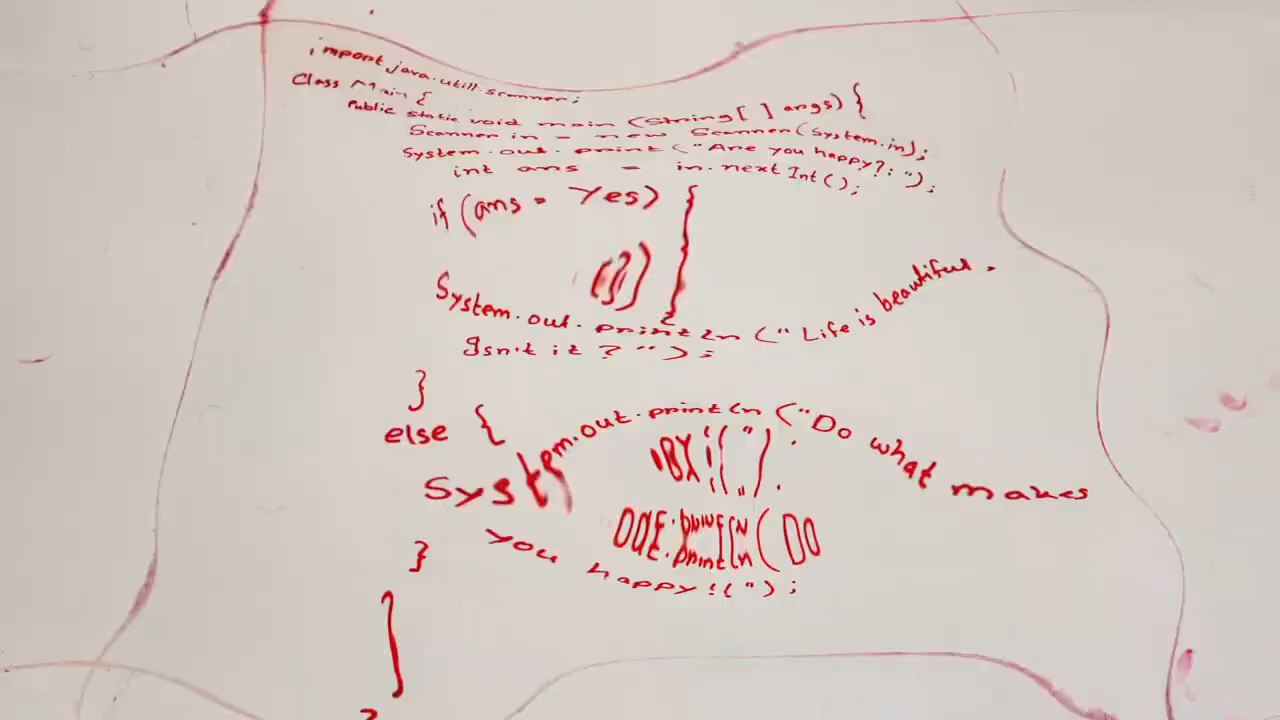 import java.utill.scanner;
Class Main {
Public static void main (String[ ] args) {
Scanner in = new Scanner(System.in);
System.out.print ("Are you happy?: ");
int ans = in.nextInt();
if (ans = Yes) {
System.out.println (" Life is beautiful.
Isn't it ? ");
}
else {
System.out.println ("Do what makes
you happy!(");
}
}